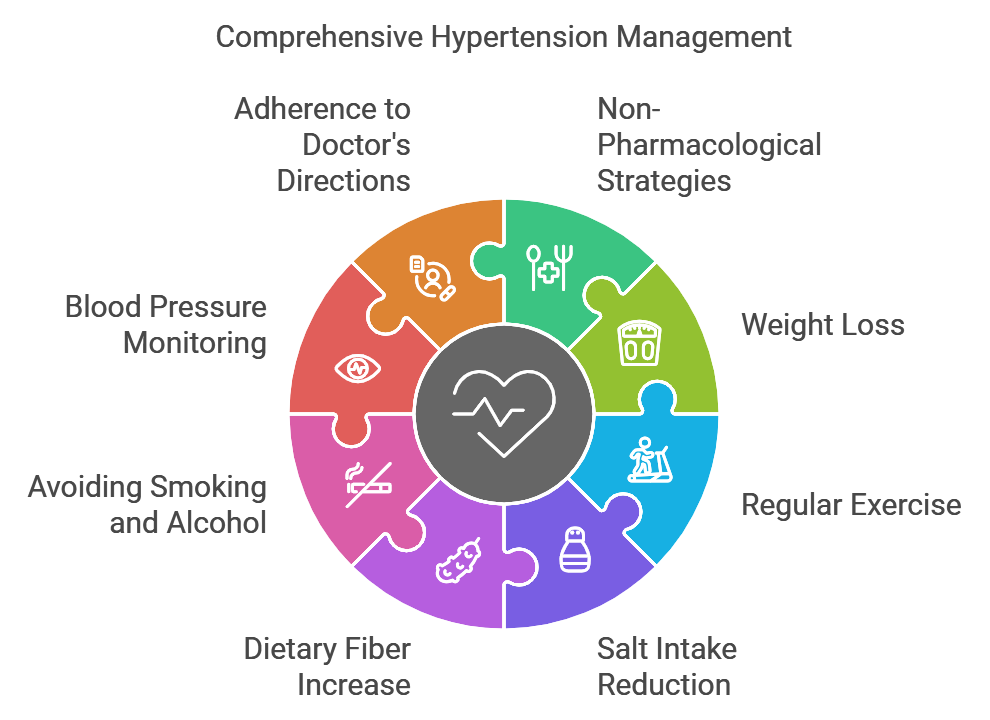 Comprehensive Hypertension Management
Adherence to
Doctor's
Directions
Non-
Pharmacological
Strategies
Blood Pressure
Monitoring
Weight Loss
Avoiding Smoking
and Alcohol
Regular Exercise
Dietary Fiber
Increase
Salt Intake
Reduction